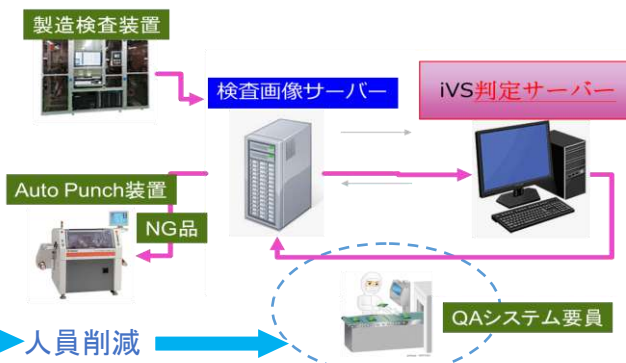 製造検査装置
検査画像サーバー
iVS判定サーバー
Auto Punch装置
NG品
QAシステム要員
人員削減